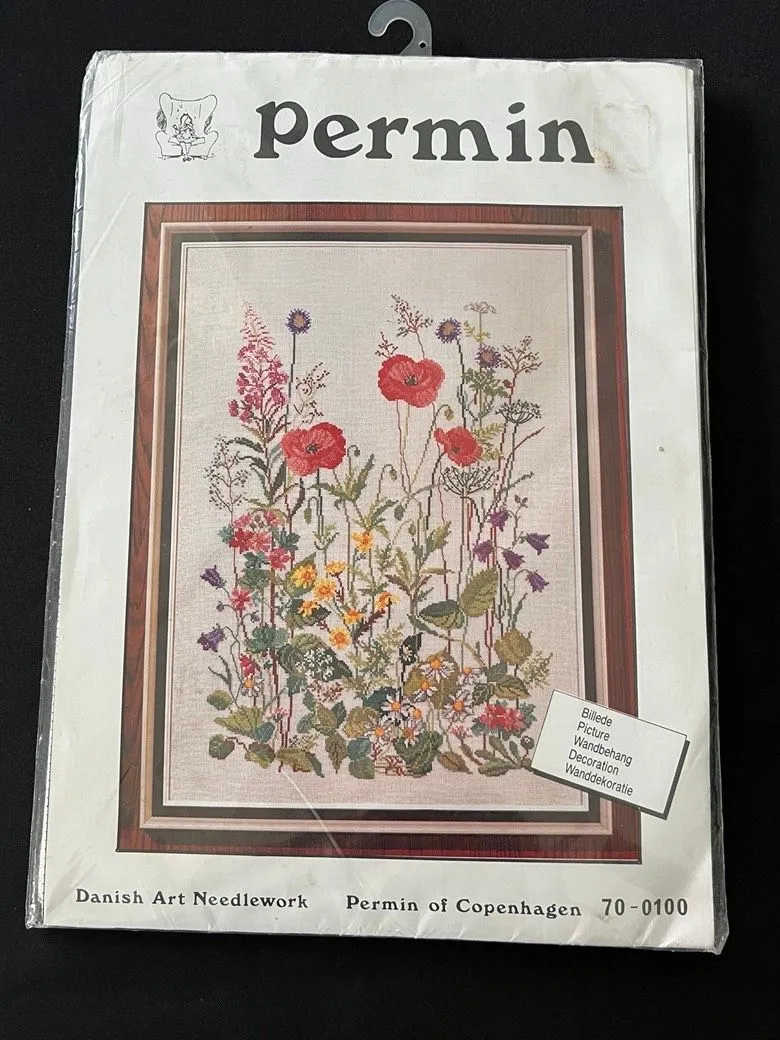 Permin
Billede
Picture
Wandbehang
Decoration
Wanddekoratie
Danish Art Needlework Permin of Copenhagen 70-0100